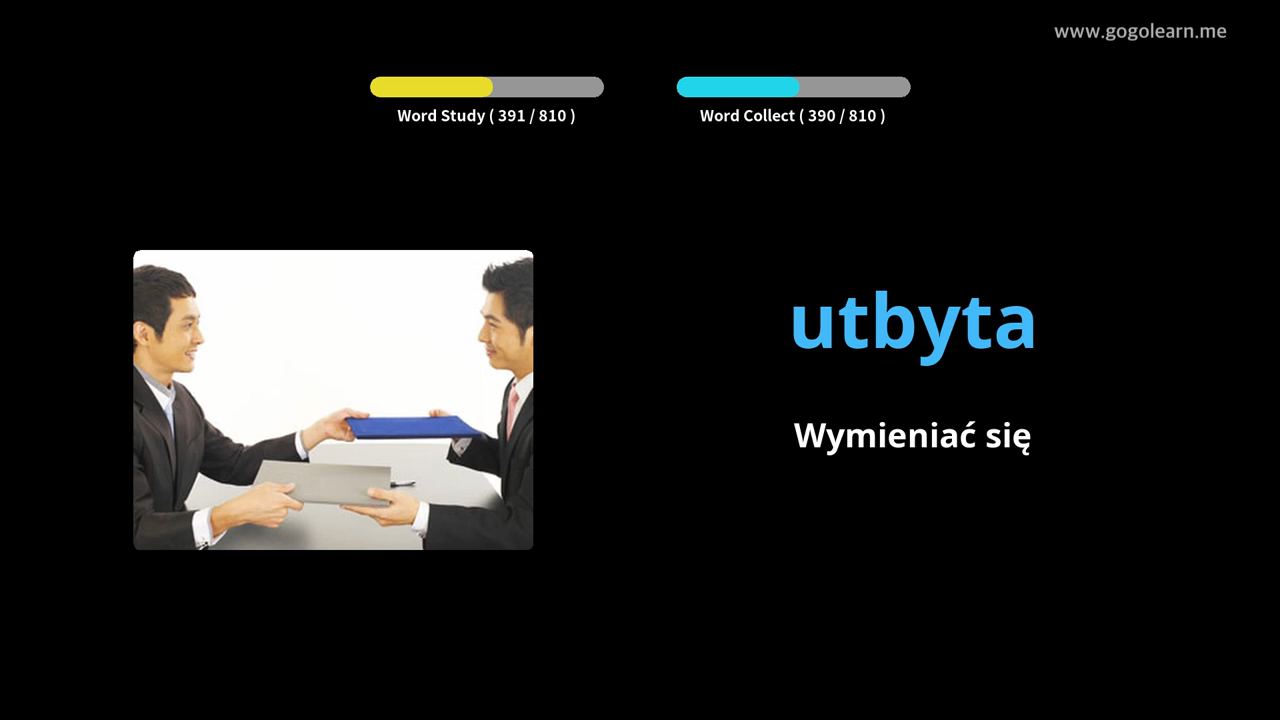 www.gogolearn.me
Word Study ( 391 / 810 )
Word Collect ( 390 / 810 )
utbyta
Wymieniać się